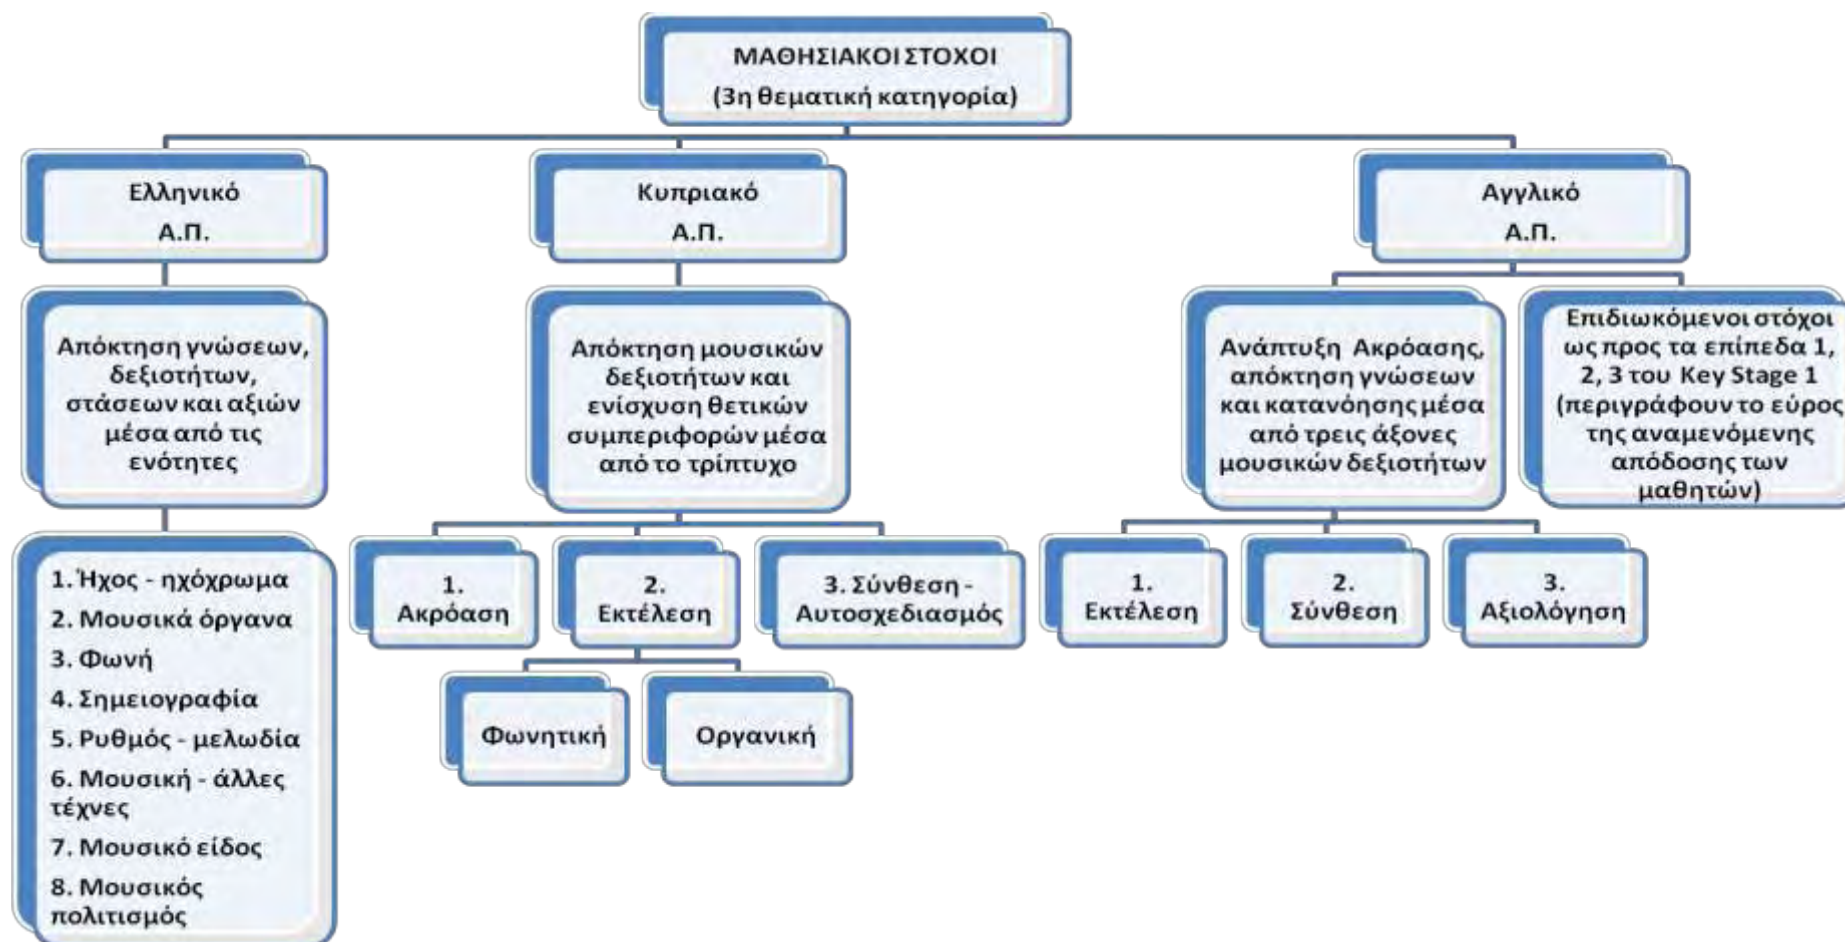 ΜΑΘΗΣΙΑΚΟΙ ΣΤΟΧΟΙ
(3η θεματική κατηγορία)
Ελληνικό
Α.Π.
Κυπριακό
Α.Π.
Αγγλικό
Α.Π.
Απόκτηση γνώσεων,
δεξιοτήτων,
στάσεων και αξιών
μέσα από τις
ενότητες
Απόκτηση μουσικών
δεξιοτήτων και
ενίσχυση θετικών
συμπεριφορών μέσα
από το τρίπτυχο
Ανάπτυξη Ακρόασης,
απόκτηση γνώσεων
και κατανόησης μέσα
από τρεις άξονες
μουσικών δεξιοτήτων
Επιδιωκόμενοι στόχοι
ως προς τα επίπεδα 1,
2, 3 του Key Stage 1
(περιγράφουν το εύρος
της αναμενόμενης
απόδοσης των
μαθητών)
1. Ήχος - ηχόχρωμα
2. Μουσικά όργανα
3. Φωνή
4. Σημειογραφία
5. Ρυθμός - μελωδία
6. Μουσική - άλλες
τέχνες
7. Μουσικό είδος
8. Μουσικός
πολιτισμός
1.
Ακρόαση
2.
Εκτέλεση
3. Σύνθεση -
Αυτοσχεδιασμός
Φωνητική
Οργανική
1.
Εκτέλεση
2.
Σύνθεση
3.
Αξιολόγηση